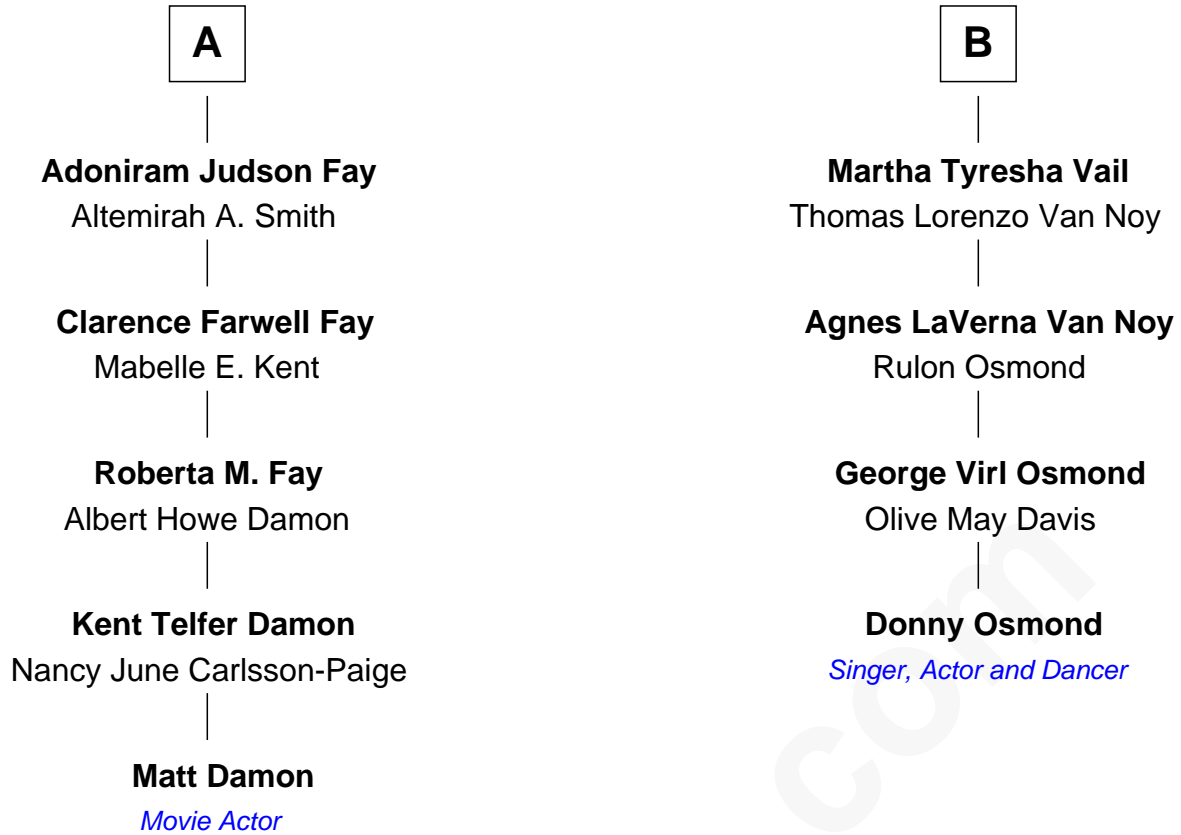 A
Adoniram Judson Fay
Altemirah A. Smith
Clarence Farwell Fay
Mabelle E. Kent
Roberta M. Fay
Albert Howe Damon
Kent Telfer Damon
Nancy June Carlsson-Paige
Matt Damon
Movie Actor
B
Martha Tyresha Vail
Thomas Lorenzo Van Noy
Agnes LaVerna Van Noy
Rulon Osmond
George Virl Osmond
Olive May Davis
Donny Osmond
Singer, Actor and Dancer
com